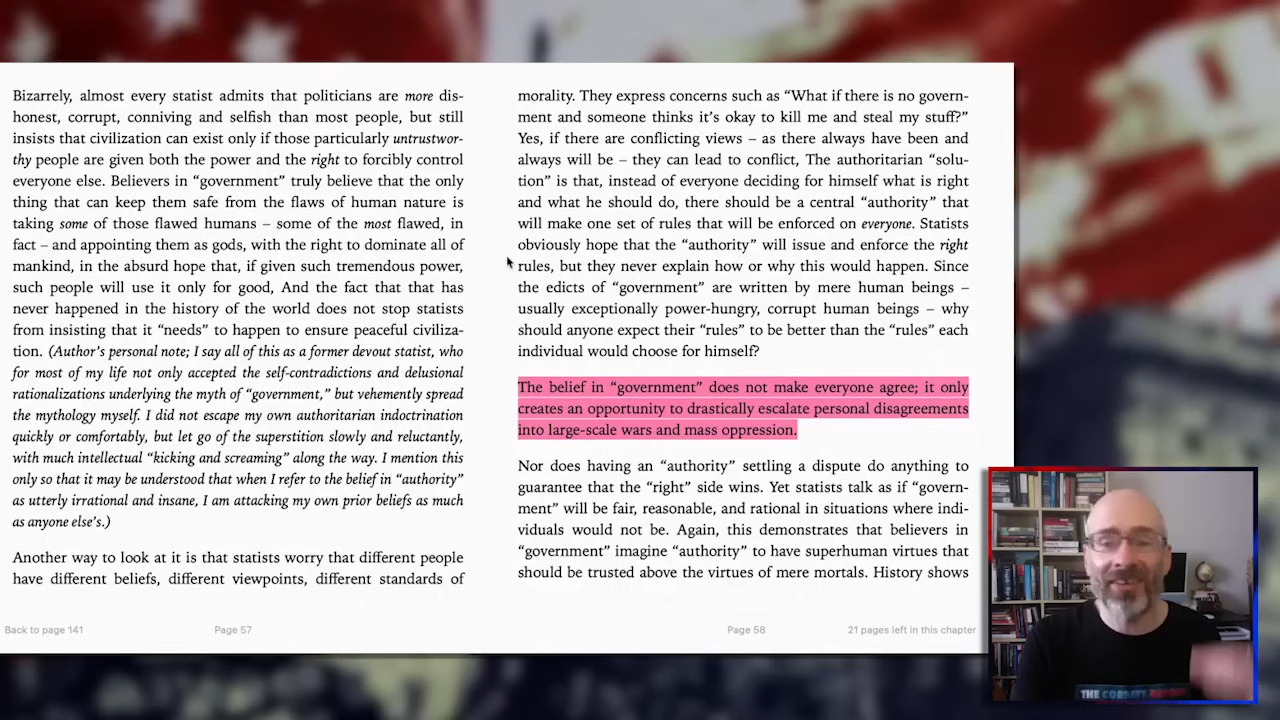 Bizarrely, almost every statist admits that politicians are more dis-
honest, corrupt, conniving and selfish than most people, but still
insists that civilization can exist only if those particularly untrustwor-
thy people are given both the power and the right to forcibly control
everyone else. Believers in “government” truly believe that the only
thing that can keep them safe from the flaws of human nature is
taking some of those flawed humans – some of the most flawed, in
fact – and appointing them as gods, with the right to dominate all of
mankind, in the absurd hope that, if given such tremendous power,
such people will use it only for good, And the fact that that has
never happened in the history of the world does not stop statists
from insisting that it “needs” to happen to ensure peaceful civiliza-
tion. (Author’s personal note; I say all of this as a former devout statist, who
for most of my life not only accepted the self-contradictions and delusional
rationalizations underlying the myth of “government,” but vehemently spread
the mythology myself. I did not escape my own authoritarian indoctrination
quickly or comfortably, but let go of the superstition slowly and reluctantly,
with much intellectual “kicking and screaming” along the way. I mention this
only so that it may be understood that when I refer to the belief in “authority”
as utterly irrational and insane, I am attacking my own prior beliefs as much
as anyone else’s.)
Another way to look at it is that statists worry that different people
have different beliefs, different viewpoints, different standards of
Back to page 141
Page 57
morality. They express concerns such as “What if there is no govern-
ment and someone thinks it’s okay to kill me and steal my stuff?”
Yes, if there are conflicting views – as there always have been and
always will be – they can lead to conflict, The authoritarian “solu-
tion” is that, instead of everyone deciding for himself what is right
and what he should do, there should be a central “authority” that
will make one set of rules that will be enforced on everyone. Statists
obviously hope that the “authority” will issue and enforce the right
rules, but they never explain how or why this would happen. Since
the edicts of “government” are written by mere human beings –
usually exceptionally power-hungry, corrupt human beings – why
should anyone expect their “rules” to be better than the “rules” each
individual would choose for himself?
The belief in “government” does not make everyone agree; it only
creates an opportunity to drastically escalate personal disagreements
into large-scale wars and mass oppression.
Nor does having an “authority” settling a dispute do anything to
guarantee that the “right” side wins. Yet statists talk as if “govern-
ment” will be fair, reasonable, and rational in situations where indi-
viduals would not be. Again, this demonstrates that believers in
“government” imagine “authority” to have superhuman virtues that
should be trusted above the virtues of mere mortals. History shows
Page 58
21 pages left in this chapter
THE CORBETT